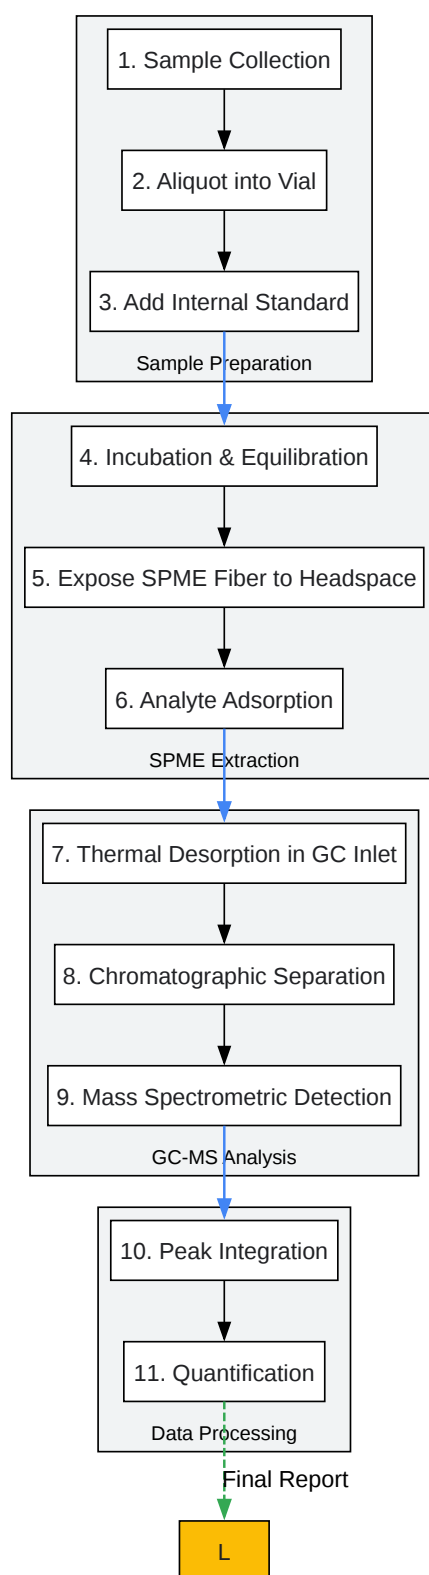 1. Sample Collection
2. Aliquot into Vial
3. Add Internal Standard
Sample Preparation
4. Incubation & Equilibration
5. Expose SPME Fiber to Headspace
6. Analyte Adsorption
SPME Extraction
7. Thermal Desorption in GC Inlet
8. Chromatographic Separation
9. Mass Spectrometric Detection
GC-MS Analysis
10. Peak Integration
11. Quantification
Data Processing
Final Report
L